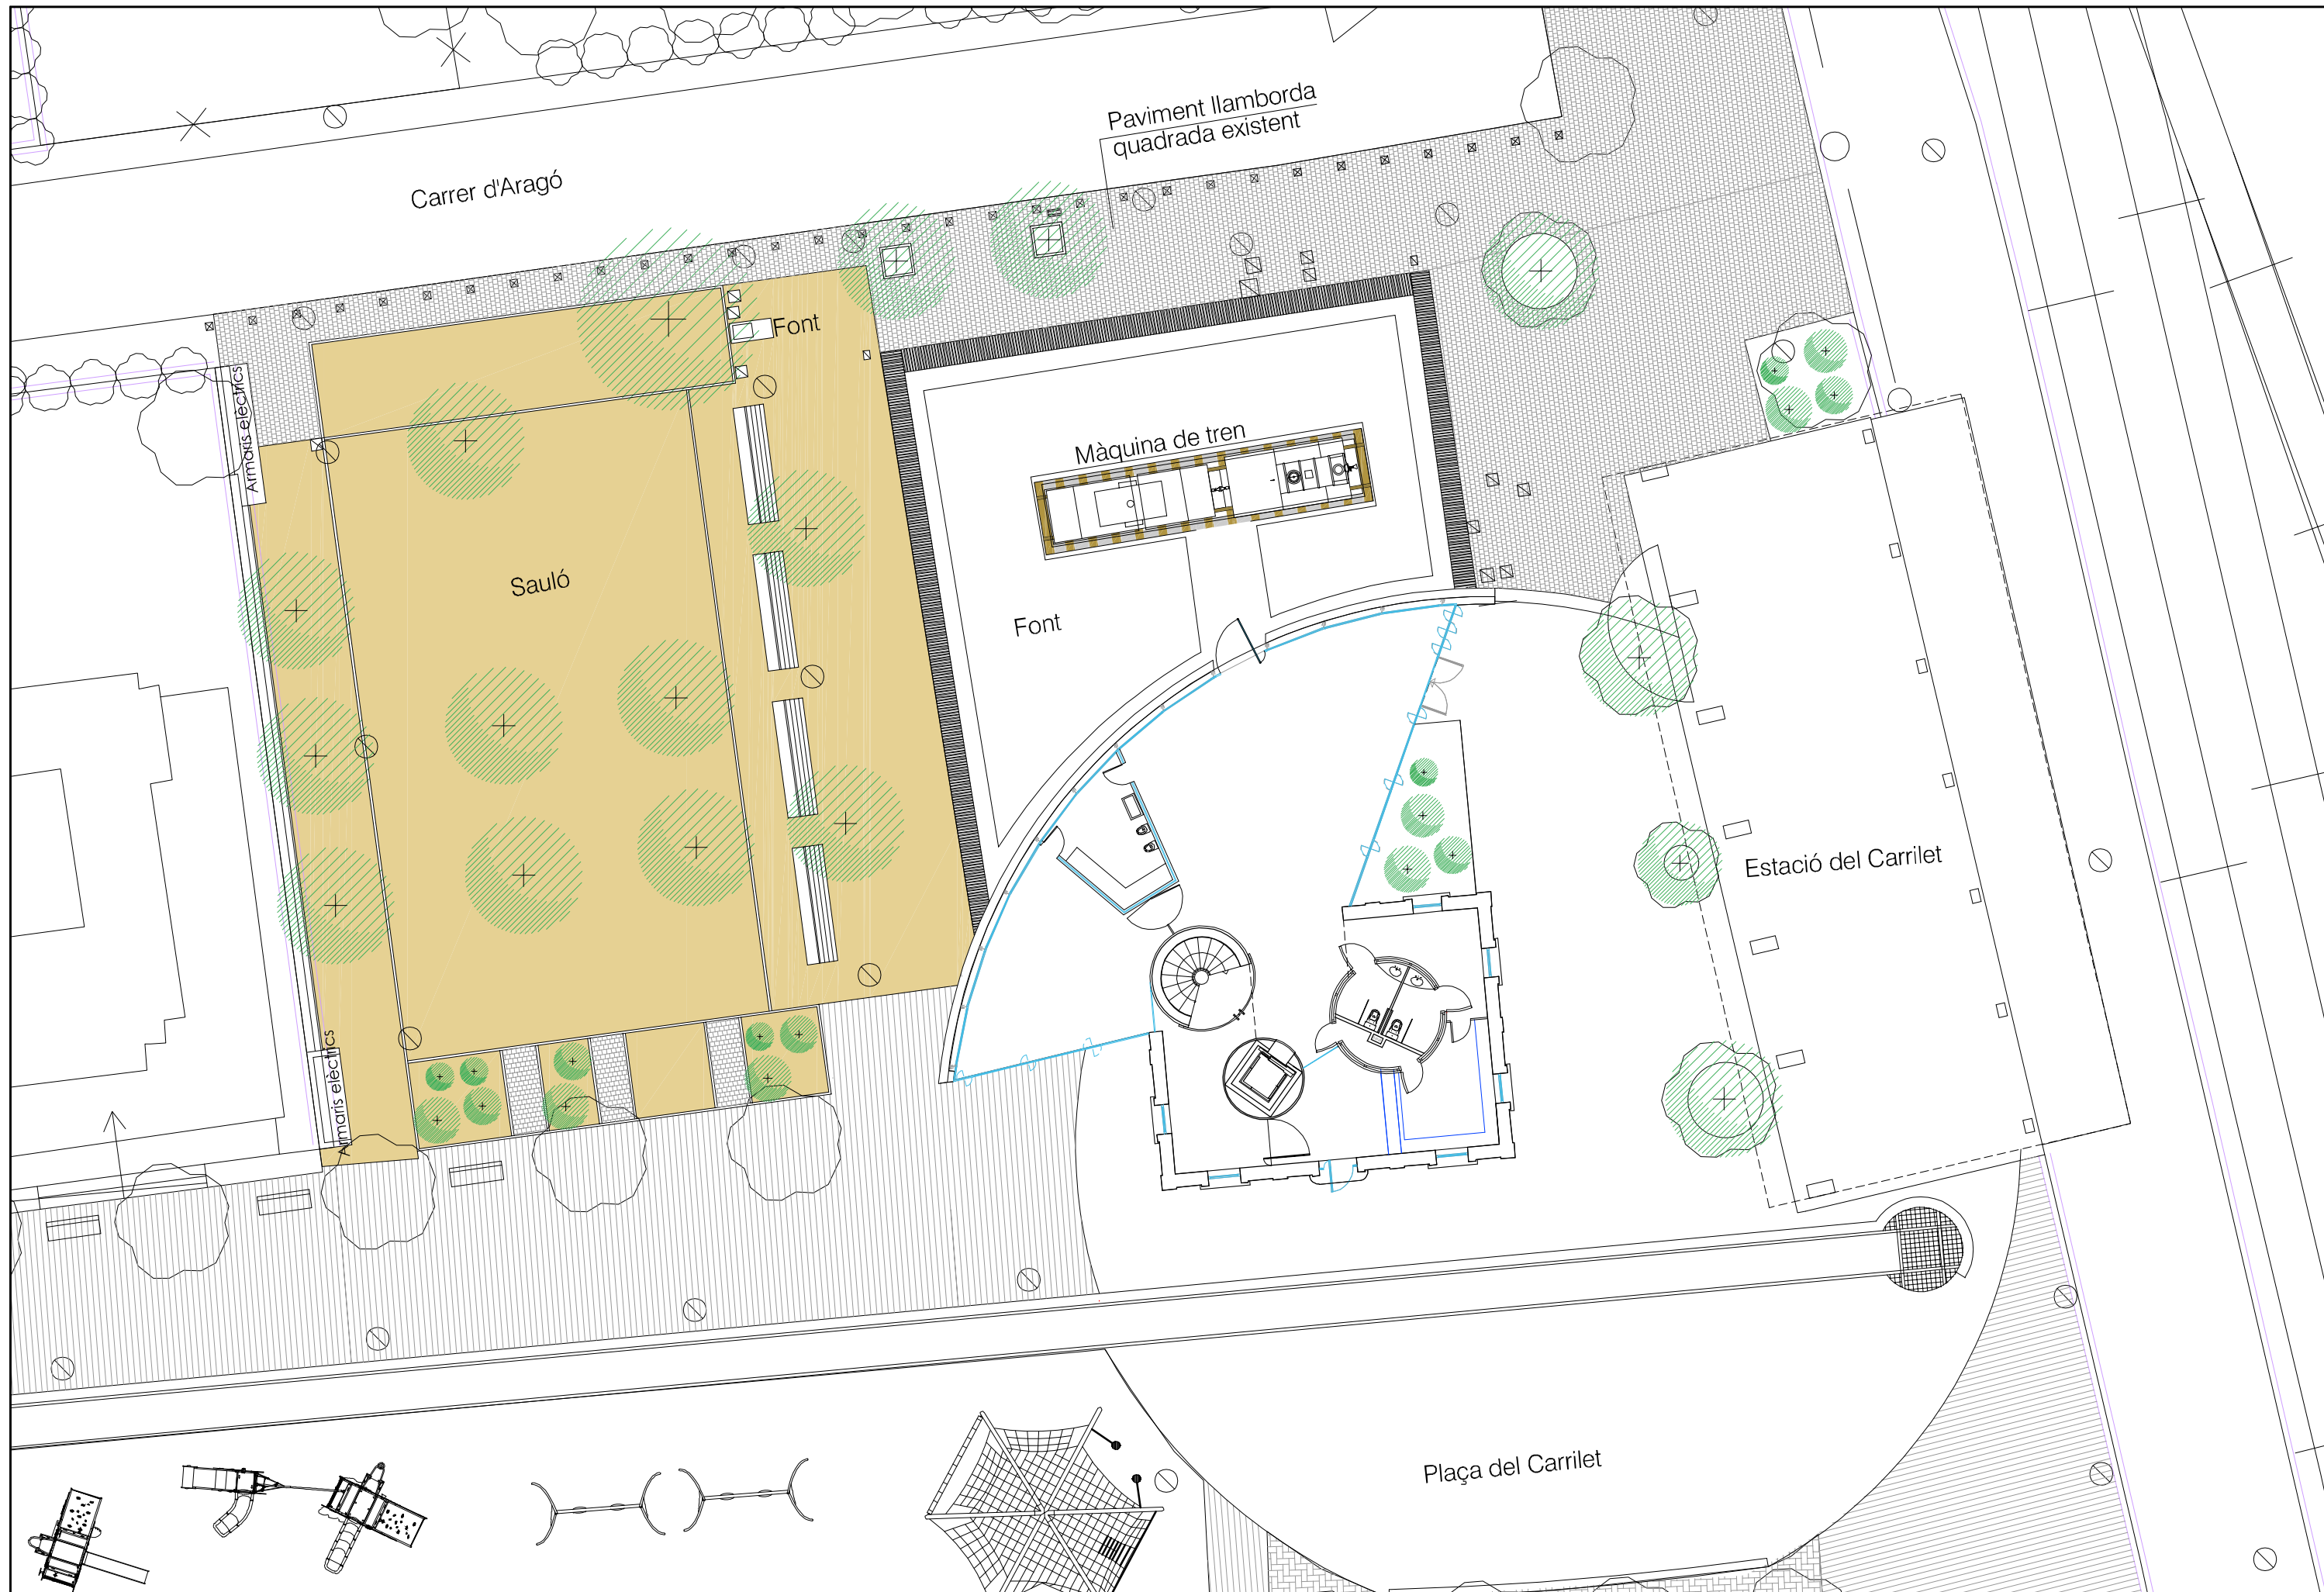 Paviment llamborda
quadrada existent
Carrer d'Aragó
Font
Armaris elèctrics
Màquina de tren
Sauló
Font
Estació del Carrilet
Armaris elèctrics
Plaça del Carrilet